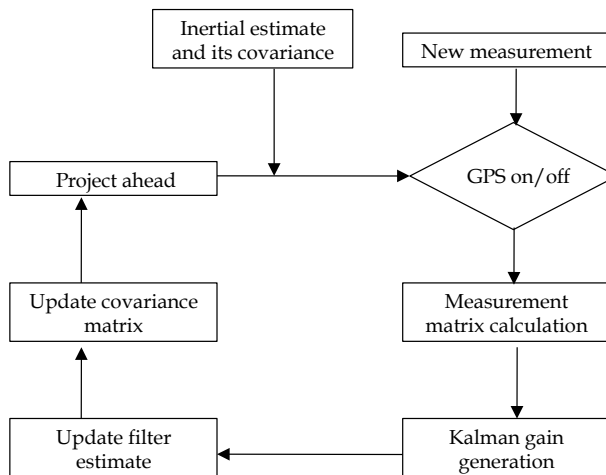 Inertial estimate
and its covariance
New measurement
Project ahead
GPS on/off
Update covariance
matrix
Measurement
matrix calculation
Update filter
estimate
Kalman gain
generation